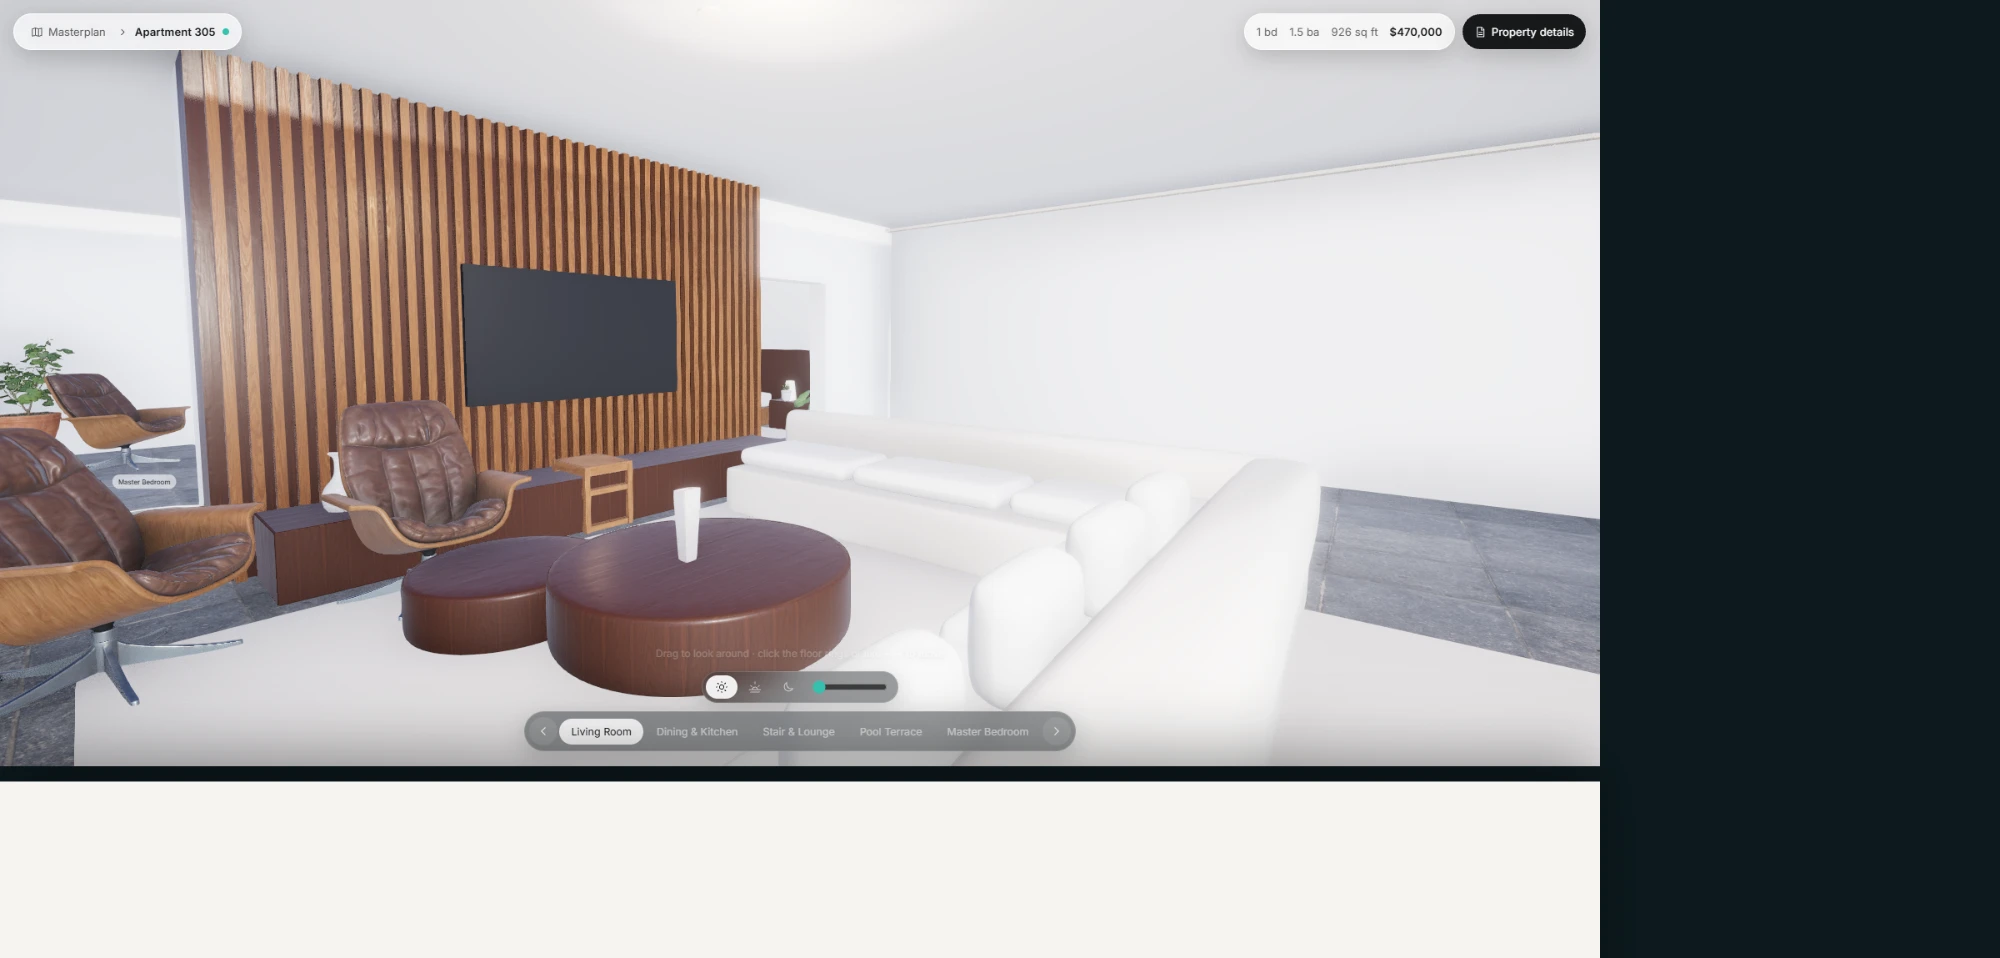 Masterplan > Apartment 305
1 bd 1.5 ba 926 sq ft $470,000
Property details
Master Bedroom
Drag to look around · click the floor
Living Room Dining & Kitchen Stair & Lounge Pool Terrace Master Bedroom